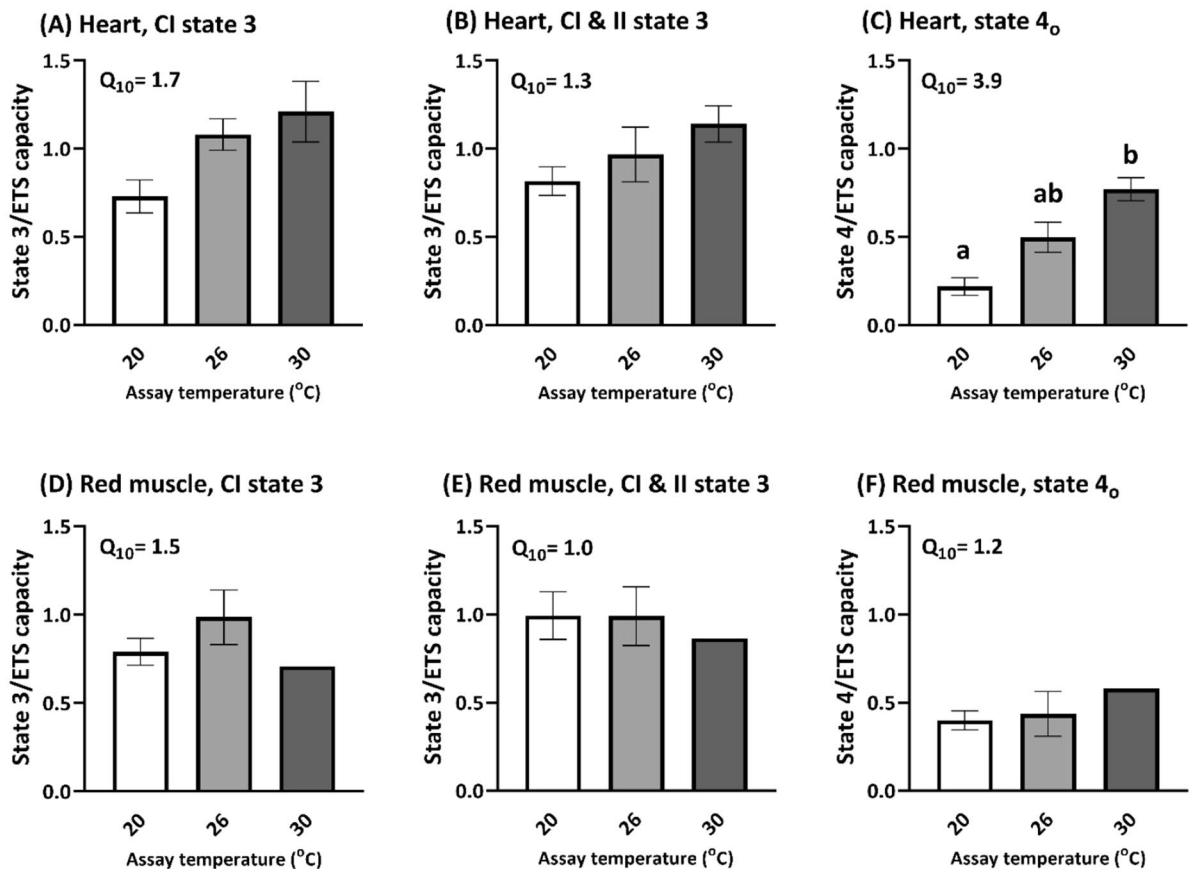 (A) Heart, CI state 3
Q10= 1.7
State 3/ETS capacity
1.5
1.0
0.5
0.0
20
26
30
Assay temperature (oC)
(B) Heart, CI & II state 3
Q10= 1.3
State 3/ETS capacity
1.5
1.0
0.5
0.0
20
26
30
Assay temperature (oC)
(C) Heart, state 4o
Q10= 3.9
State 4/ETS capacity
1.5
1.0
0.5
0.0
a
ab
b
20
26
30
Assay temperature (oC)
(D) Red muscle, CI state 3
Q10= 1.5
State 3/ETS capacity
1.5
1.0
0.5
0.0
20
26
30
Assay temperature (oC)
(E) Red muscle, CI & II state 3
Q10= 1.0
State 3/ETS capacity
1.5
1.0
0.5
0.0
20
26
30
Assay temperature (oC)
(F) Red muscle, state 4o
Q10= 1.2
State 4/ETS capacity
1.5
1.0
0.5
0.0
20
26
30
Assay temperature (oC)